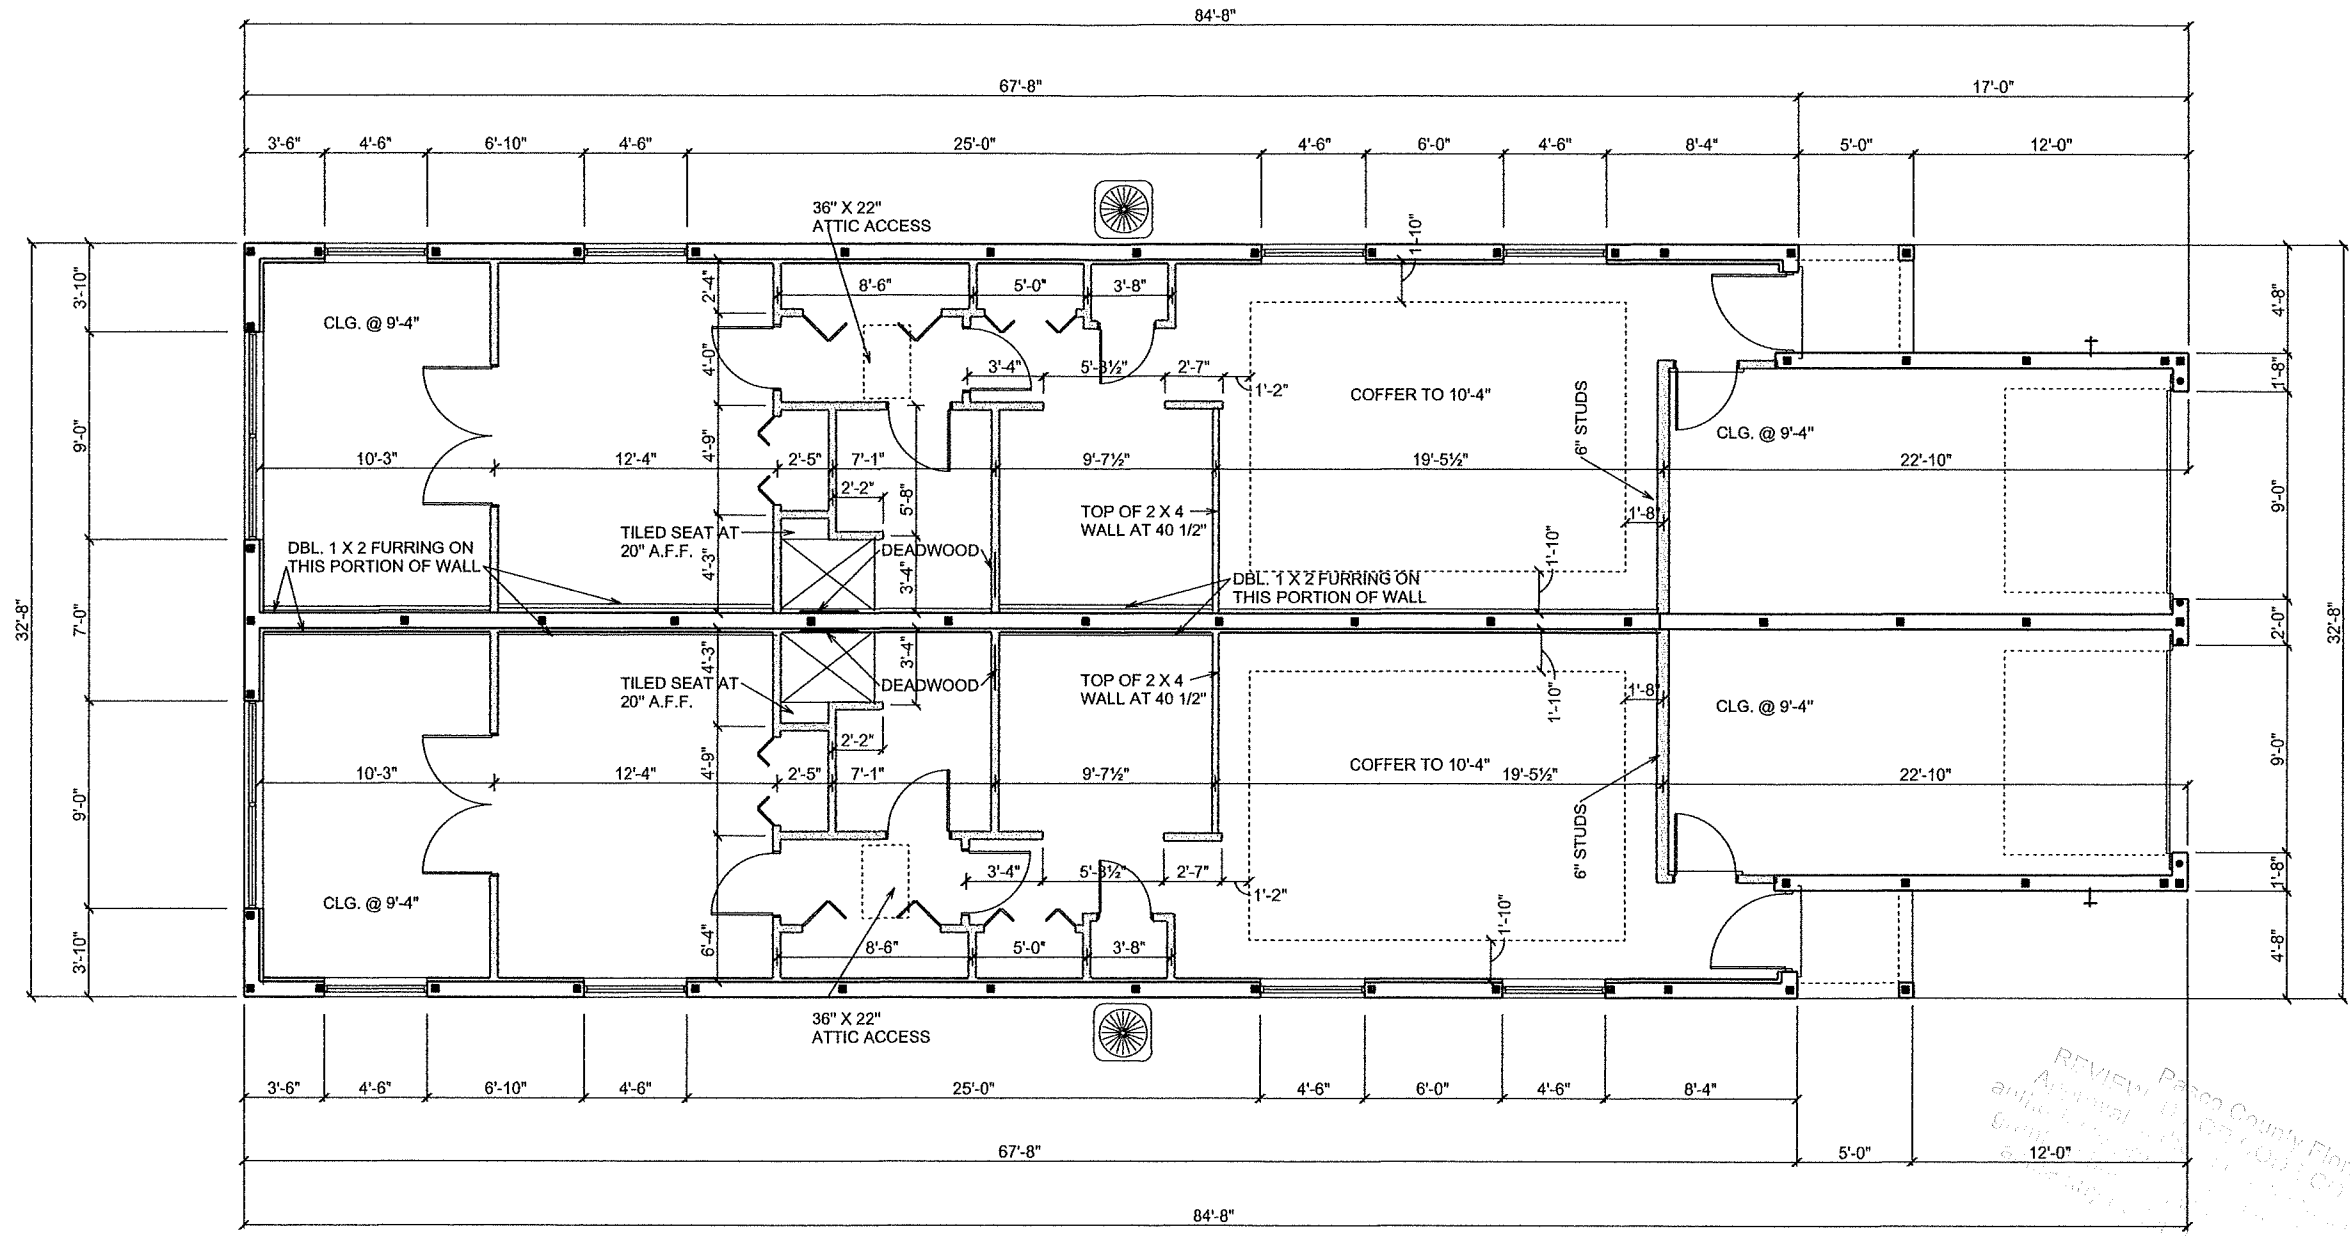 84'-8"
67'-8" 17'-0"
3'-6" 4'-6" 6'-10" 4'-6" 25'-0" 4'-6" 6'-0" 4'-6" 8'-4" 5'-0" 12'-0"
36" X 22"
ATTIC ACCESS
1'-10"
3'-10"
2'-4"
8'-6" 5'-0" 3'-8"
4'-8"
CLG. @ 9'-4"
4'-0"
3'-4" 5'-8½" 2'-7"
1'-2"
COFFER TO 10'-4"
1'-8"
6" STUDS
CLG. @ 9'-4"
9'-0"
4'-9"
10'-3" 12'-4" 2'-5" 7'-1" 9'-7½" 19'-5½" 22'-10"
2'-2"
5'-8"
9'-0"
TILED SEAT AT
20" A.F.F.
TOP OF 2 X 4
WALL AT 40 1/2"
1'-8"
DBL. 1 X 2 FURRING ON
THIS PORTION OF WALL
4'-3"
DEADWOOD
3'-4"
1'-10"
DBL. 1 X 2 FURRING ON
THIS PORTION OF WALL
32'-8"
7'-0"
2'-0"
32'-8"
4'-3"
3'-4"
TILED SEAT AT
20" A.F.F.
DEADWOOD
TOP OF 2 X 4
WALL AT 40 1/2"
1'-10"
1'-8"
CLG. @ 9'-4"
2'-2"
4'-9"
9'-0"
COFFER TO 10'-4"
10'-3" 12'-4" 2'-5" 7'-1" 9'-7½" 19'-5½" 22'-10"
9'-0"
6" STUDS
3'-4" 5'-8½" 2'-7"
1'-2"
1'-8"
CLG. @ 9'-4"
1'-10"
6'-4"
8'-6" 5'-0" 3'-8"
3'-10"
4'-8"
36" X 22"
ATTIC ACCESS
3'-6" 4'-6" 6'-10" 4'-6" 25'-0" 4'-6" 6'-0" 4'-6" 8'-4"
67'-8" 5'-0" 12'-0"
84'-8"
Pasco County